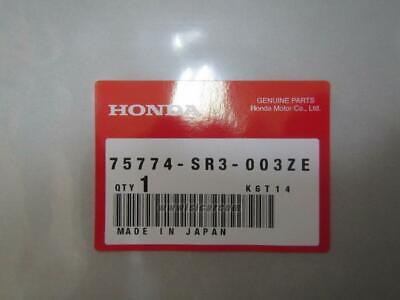 HONDA
GENUINE PARTS
Honda Motor Co., Ltd.
75774-SR3-003ZE
QTY 1 K6T14
MADE IN JAPAN